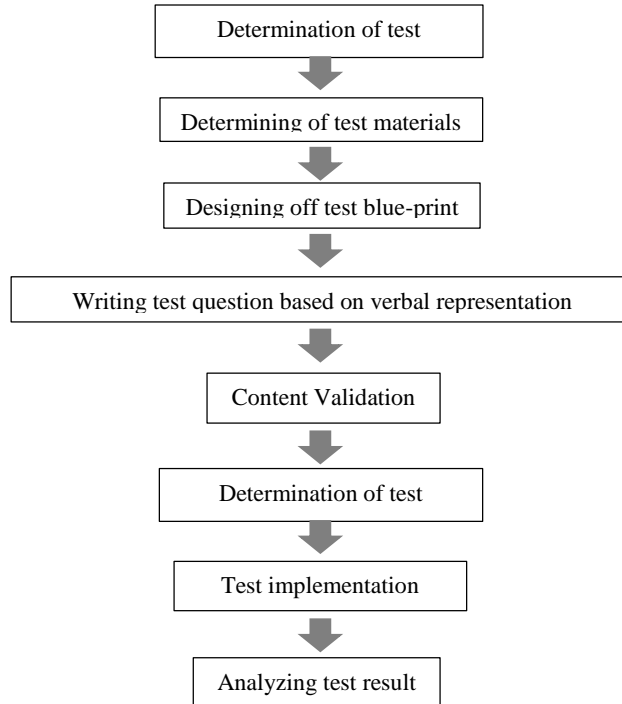 Determination of test
Determining of test materials
Designing off test blue-print
Writing test question based on verbal representation
Content Validation
Determination of test
Test implementation
Analyzing test result